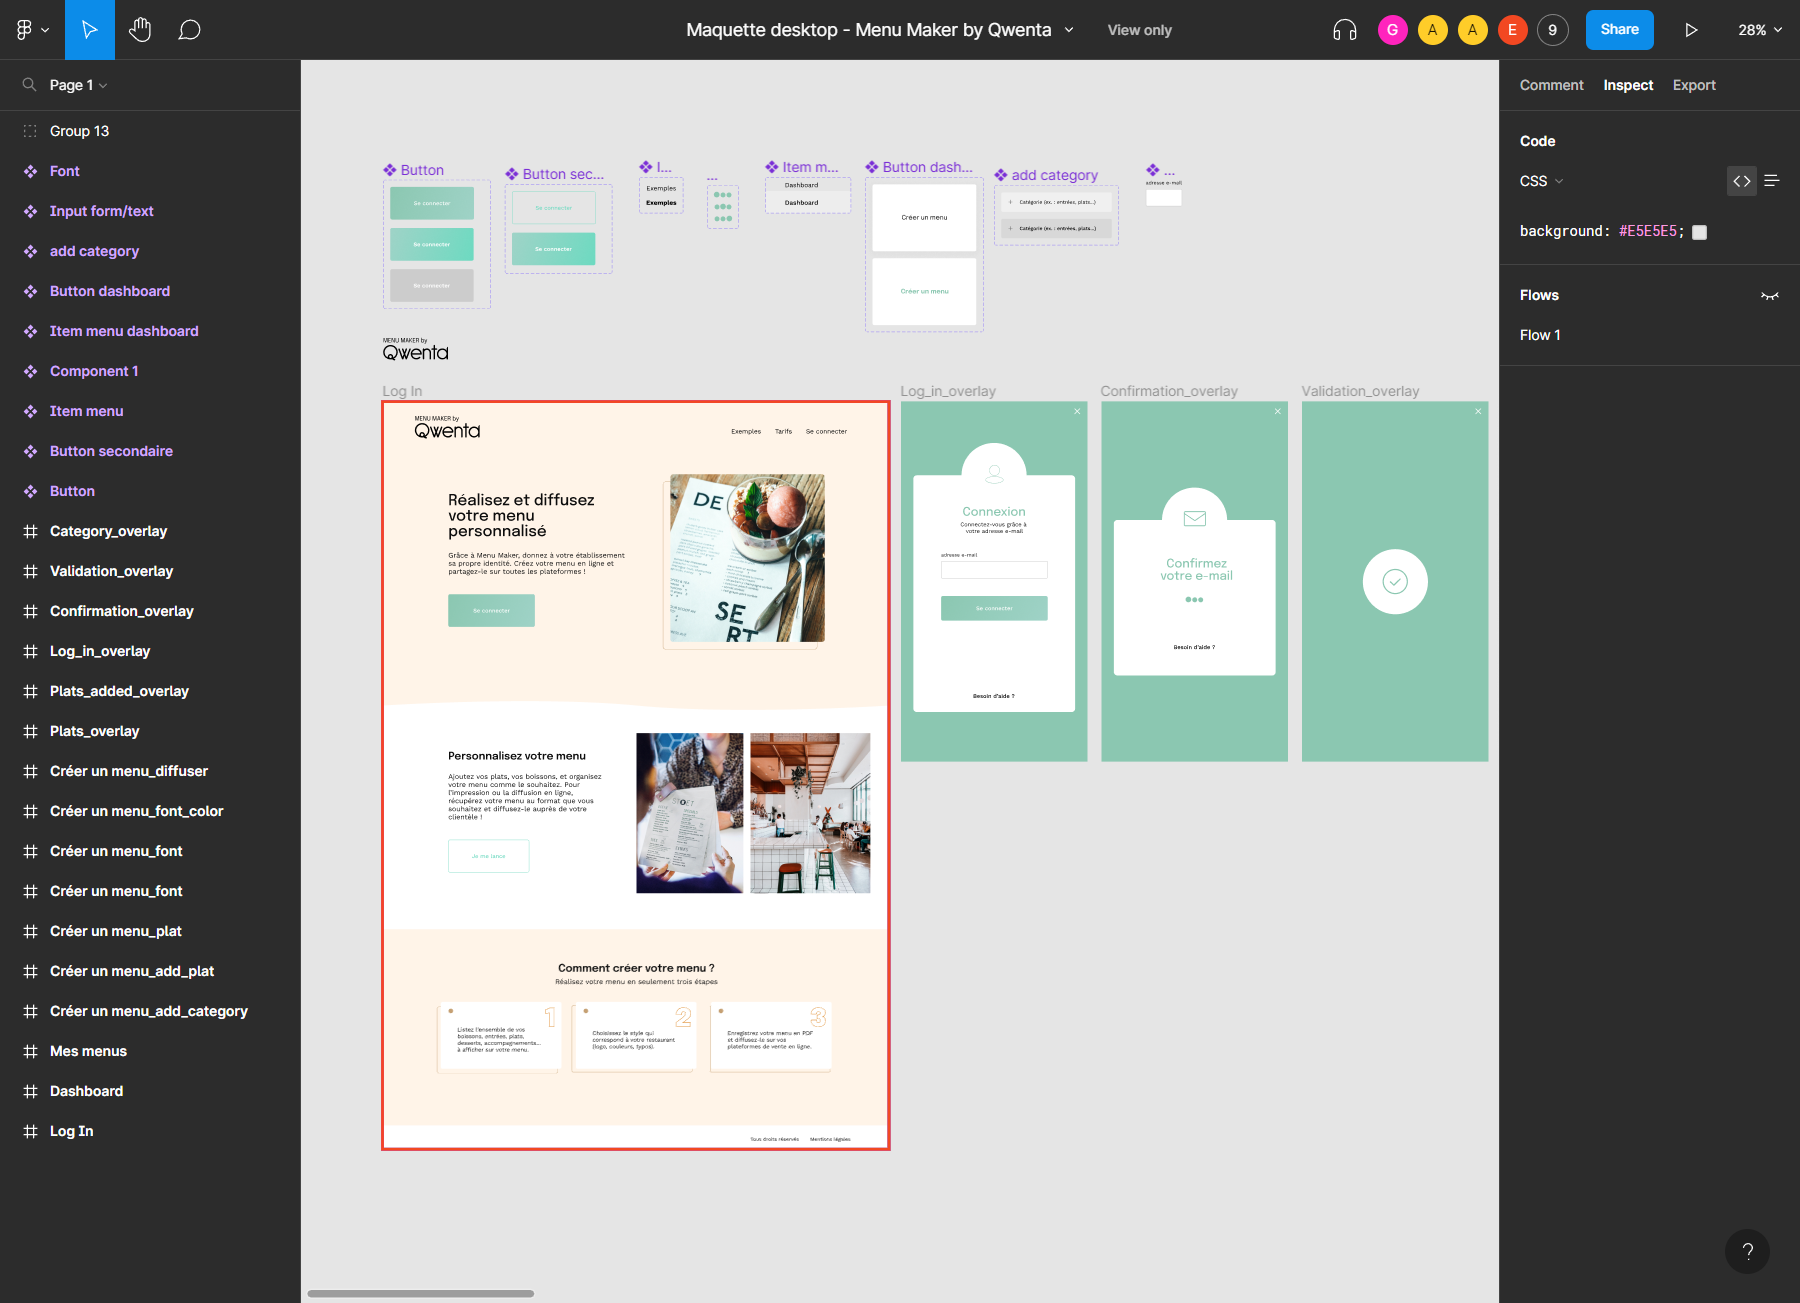 Maquette desktop - Menu Maker by Qwenta
View only
G
A
A
E
9
Share
28%
Page 1
Group 13
Font
Input form/text
add category
Button dashboard
Item menu dashboard
Component 1
Item menu
Button secondaire
Button
Category_overlay
Validation_overlay
Confirmation_overlay
Log_in_overlay
Plats_added_overlay
Plats_overlay
Créer un menu_diffuser
Créer un menu_font_color
Créer un menu_font
Créer un menu_font
Créer un menu_plat
Créer un menu_add_plat
Créer un menu_add_category
Mes menus
Dashboard
Log In
Button
Se connecter
Se connecter
Se connecter
Button sec...
Se connecter
Se connecter
I...
Exemples
Exemples
...
Item m...
Dashboard
Dashboard
Button dash...
Créer un menu
Créer un menu
add category
+ Catégorie (ex. : entrées, plats...)
+ Catégorie (ex. : entrées, plats...)
...
adresse e-mail
MENU MAKER by
Qwenta
Log In
MENU MAKER by
Qwenta
Exemples
Tarifs
Se connecter
Réalisez et diffusez
votre menu
personnalisé
Grâce à Menu Maker, donnez à votre établissement
sa propre identité. Créez votre menu en ligne et
partagez-le sur toutes les plateformes !
Se connecter
DE
SE
RT
Personnalisez votre menu
Ajoutez vos plats, vos boissons, et organisez
votre menu comme le souhaitez. Pour
l'impression ou la diffusion en ligne,
récupérez votre menu au format que vous
souhaitez et diffusez-le auprès de votre
clientèle !
Je me lance
Comment créer votre menu ?
Réalisez votre menu en seulement trois étapes
1
Listez l'ensemble de vos
boissons, entrées, plats,
desserts, accompagnements...
à afficher sur votre menu.
2
Choisissez le style qui
correspond à votre restaurant
(logo, couleurs, typos).
3
Enregistrez votre menu en PDF
et diffusez-le sur vos
plateformes de vente en ligne.
Tous droits réservés
Mentions légales
Log_in_overlay
Connexion
Connectez-vous grâce à
votre adresse e-mail
adresse e-mail
Se connecter
Besoin d'aide ?
Confirmation_overlay
Confirmez
votre e-mail
Besoin d'aide ?
Validation_overlay
Comment
Inspect
Export
Code
CSS
background: #E5E5E5;
Flows
Flow 1
?